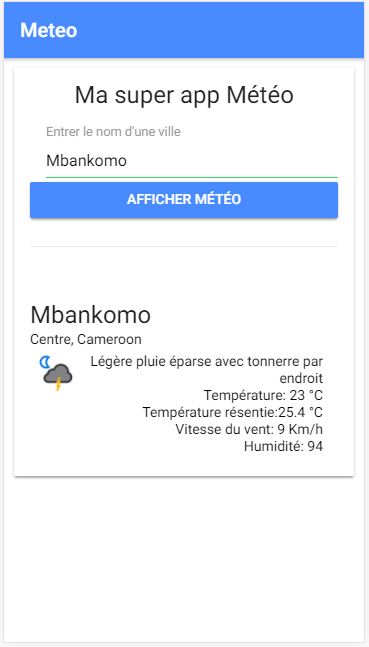 Meteo
Ma super app Météo
Entrer le nom d'une ville
Mbankomo
AFFICHER MÉTÉO
Mbankomo
Centre, Cameroon
Légère pluie éparse avec tonnerre par
endroit
Température: 23 °C
Température résentie:25.4 °C
Vitesse du vent: 9 Km/h
Humidité: 94